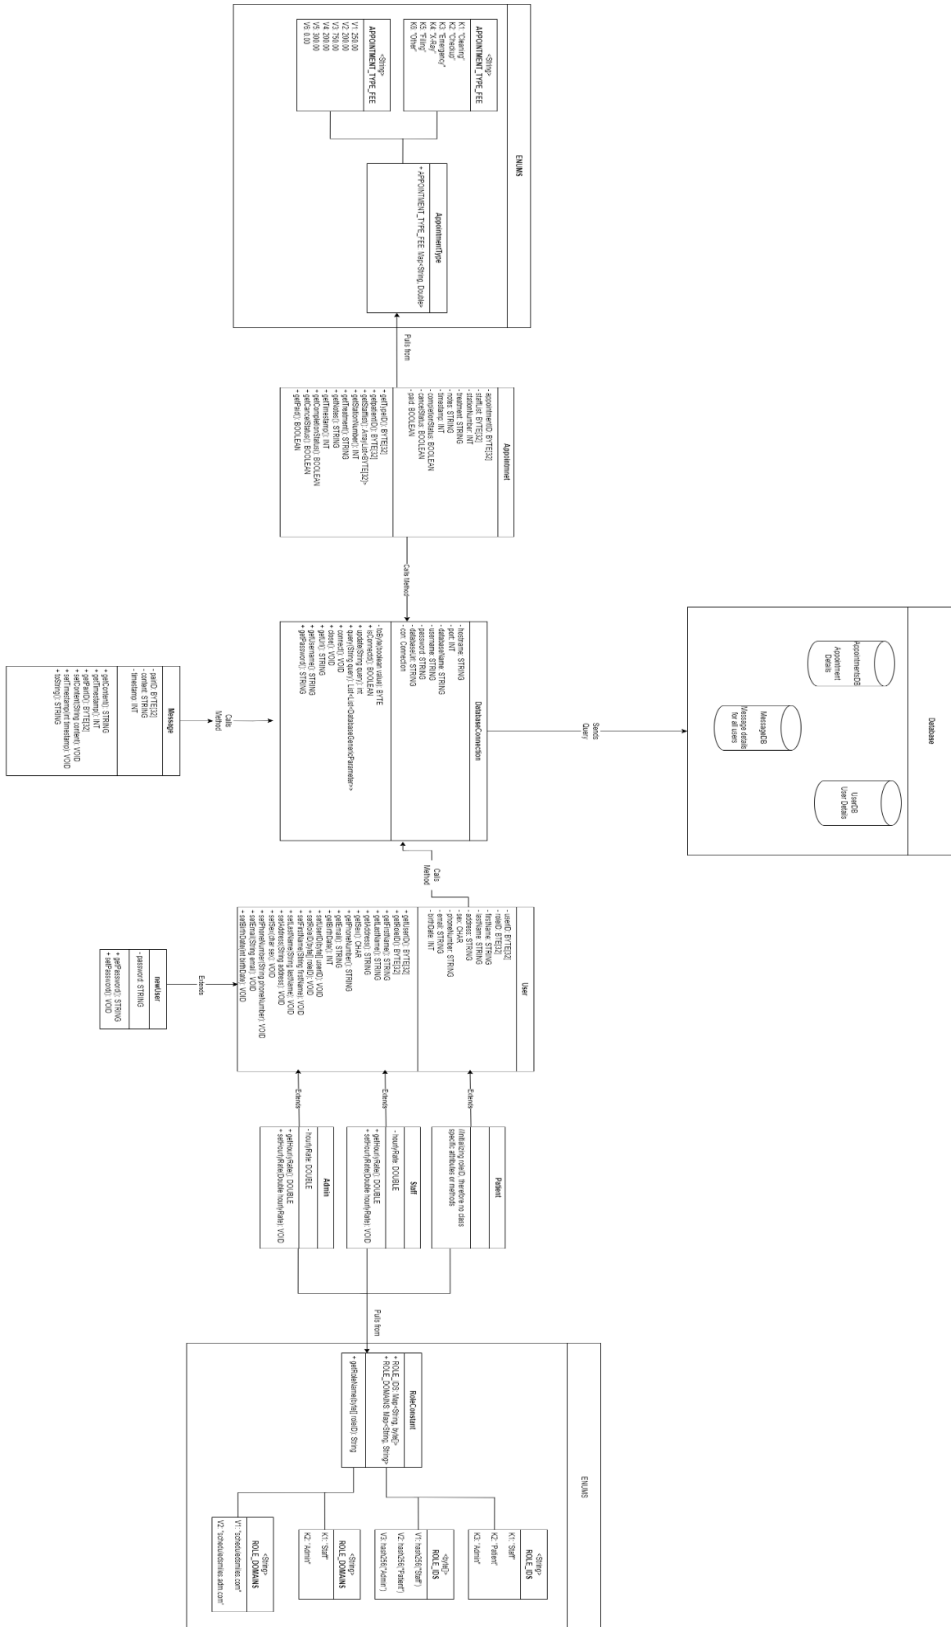 Database
AppointmentsDB
Appointment
Details
MessageDB
Message details
for all users
UserDB
User Details
Sends
Query
ENUMS
<String>
APPOINTMENT_TYPE_FEE
K1: "Cleaning"
K2: "Checkup"
K3: "Emergency"
K4: "X-Ray"
K5: "Filling"
K6: "Other"
<String>
APPOINTMENT_TYPE_FEE
V1: 250.00
V2: 200.00
V3: 750.00
V4: 200.00
V5: 300.00
V6: 0.00
AppointmentType
+ APPOINTMENT_TYPE_FEE: Map<String, Double>
Pulls from
Appointmnet
- appointmentID: BYTE[32]
- staffList: BYTE[32]
- stationNumber: INT
- treatment: STRING
- notes: STRING
- timestamp: INT
- completeStatus: BOOLEAN
- cancelStatus: BOOLEAN
- paid: BOOLEAN
+ getTypeID(): BYTE[32]
+ getpatientID(): BYTE[32]
+ getStafflist(): ArrayList<BYTE[32]>
+ getStationNumber(): INT
+ getTreatment(): STRING
+ getNotes(): STRING
+ getTimestamp(): INT
+ getCompletionStatus(): BOOLEAN
+ getCancelStatus(): BOOLEAN
+ getPaid(): BOOLEAN
Calls Method
DatabaseConnection
- hostname: STRING
- port: INT
- databaseName: STRING
- username: STRING
- password: STRING
- databaseUrl: STRING
- con: Connection
- toByte(boolean value): BYTE
+ isConnected(): BOOLEAN
+ update(String query): int
+ query(String query): List<List<DatabaseGenericParameter>>
+ connect(): VOID
+ close(): VOID
+ getUrl(): STRING
+ getUsername(): STRING
+ getPassword(): STRING
Calls
Method
Message
- pairID: BYTE[32]
- content: STRING
- timestamp: INT
+ getContent(): STRING
+ getTimestamp(): INT
+ getPairID(): BYTE[32]
+ setContent(String content): VOID
+ setTimestamp(int timestamp): VOID
+ toString(): STRING
Calls
Method
User
- userID: BYTE[32]
- roleID: BTE[32]
- firstName: STRING
- lastName: STRING
- address: STRING
- sex: CHAR
- phoneNumber: STRING
- email: STRING
- birthDate: INT
+ getUserID(): BYTE[32]
+ getRoleID(): BYTE[32]
+ getFirstName(): STRING
+ getLastName(): STRING
+ getAddress(): STRING
+ getSex(): CHAR
+ getPhoneNumber(): STRING
+ getEmail(): STRING
+ getBirthDate(): INT
+ setUserID(byte[] userID): VOID
+ setRoleID(byte[] roleID): VOID
+ setFirstName(String firstName): VOID
+ setLastName(String lastName): VOID
+ setAddress(String address): VOID
+ setSex(char sex): VOID
+ setPhoneNumber(String phoneNumber): VOID
+ setEmail(String email): VOID
+ setBirthDate(int birthDate): VOID
Extends
newUser
- password: STRING
+ getPassword(): STRING
+ setPassword(): VOID
Extends
Extends
Extends
Patient
//Initializing roleID, therefore no class
specific attributes or methods
Staff
- hourlyRate: DOUBLE
+ getHourlyRate(): DOUBLE
+ setHourlyRate(Double hourlyRate): VOID
Admin
- hourlyRate: DOUBLE
+ getHourlyRate(): DOUBLE
+ setHourlyRate(Double hourlyRate): VOID
Pulls from
ENUMS
RoleConstant
+ ROLE_IDS: Map<String, byte[]>
+ ROLE_DOMAINS: Map<String, String>
+ getRoleName(byte[] roleID): String
<String>
ROLE_IDS
K1: "Staff"
K2: "Patient"
K3: "Admin"
<byte[]>
ROLE_IDS
V1: hash256("Staff")
V2: hash256("Patient")
V3: hash256("Admin")
<String>
ROLE_DOMAINS
K1: "Staff"
K2: "Admin"
<String>
ROLE_DOMAINS
V1: "schedulesmiles.com"
V2: "schedulesmiles.adm.com"